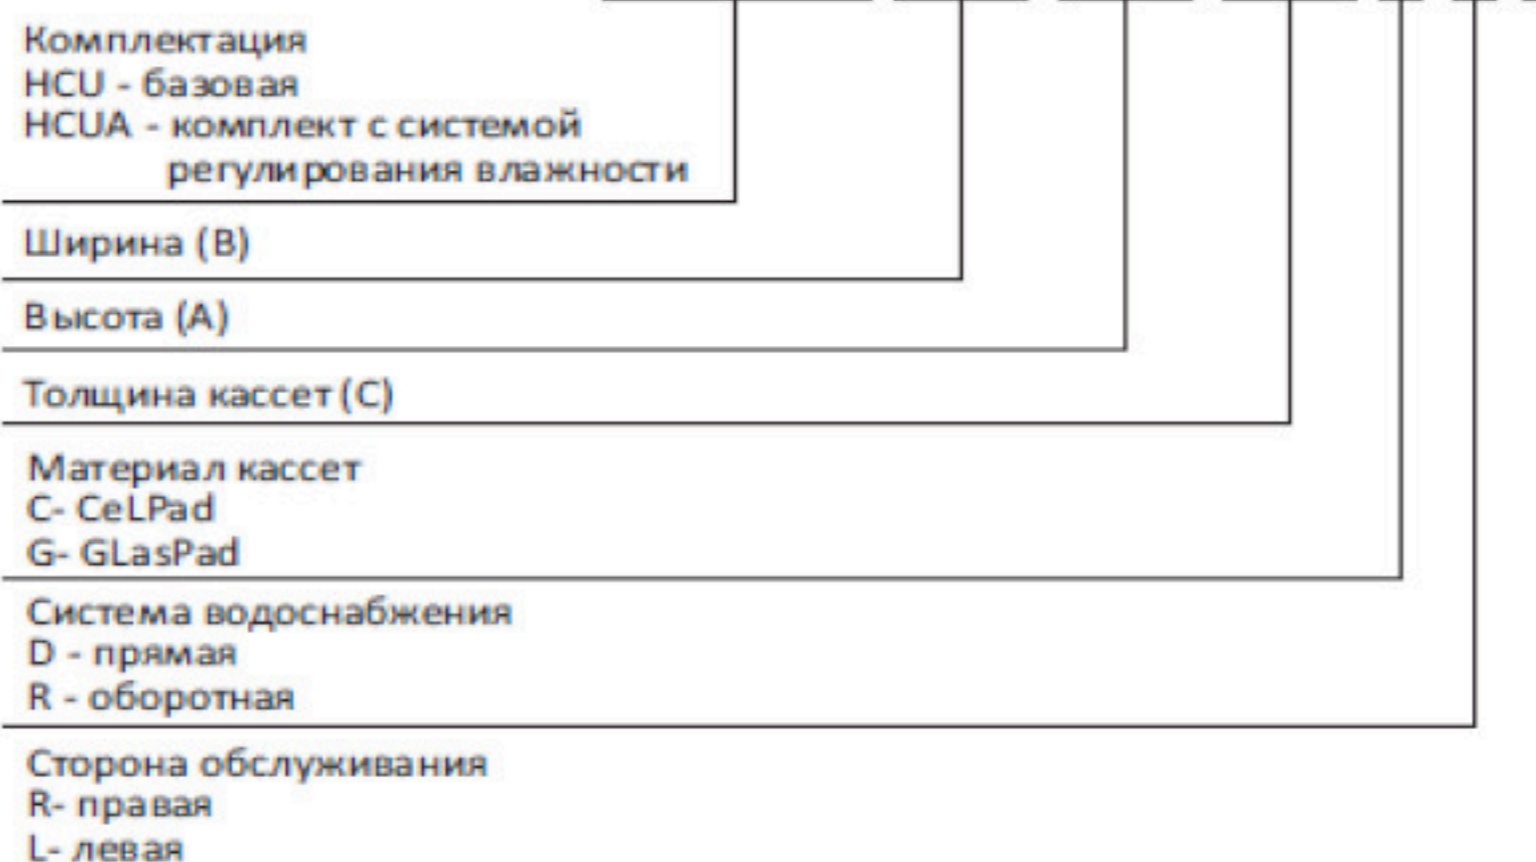 Комплектация
HCU - базовая
HCUA - комплект с системой
регулирования влажности
Ширина (B)
Высота (A)
Толщина кассет (C)
Материал кассет
C- CeLPad
G- GLasPad
Система водоснабжения
D - прямая
R - оборотная
Сторона обслуживания
R- правая
L- левая